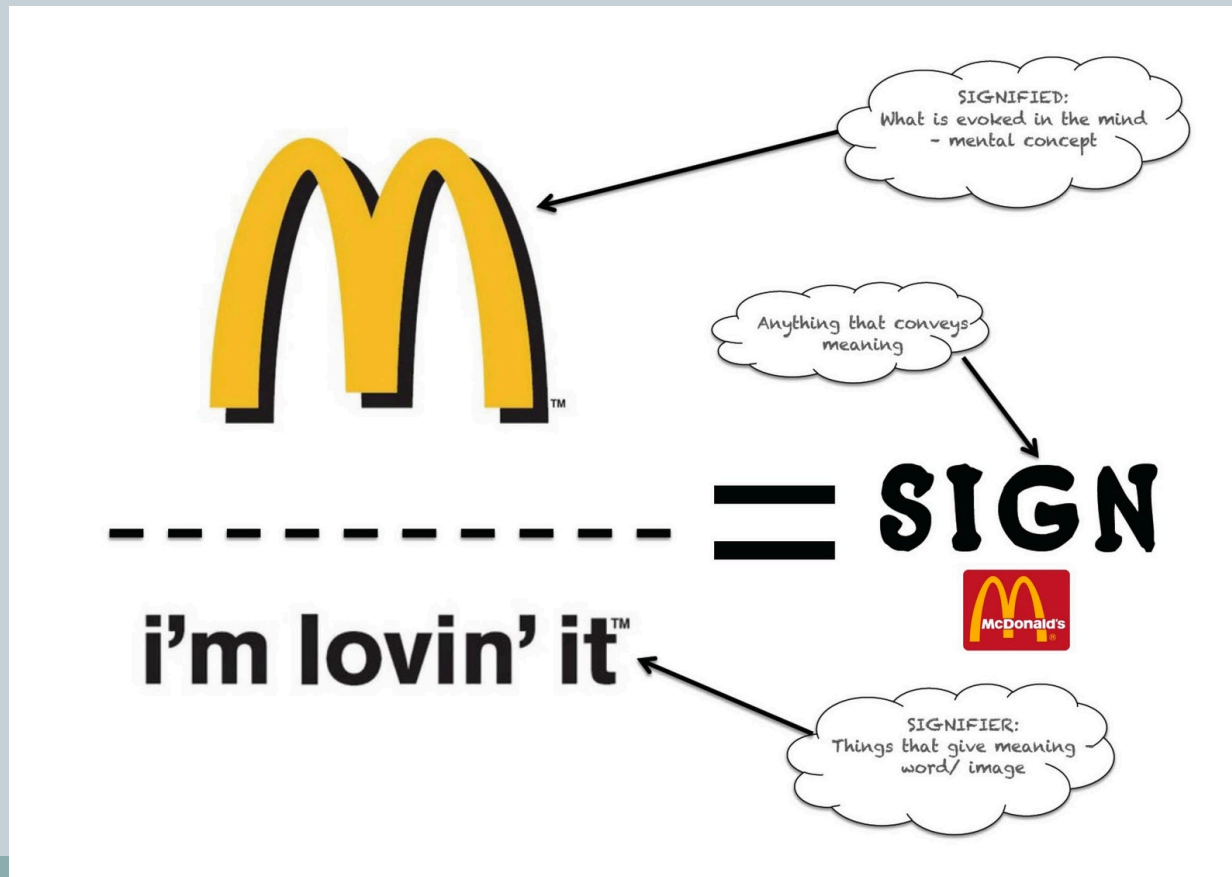 SIGNIFIED:
What is evoked in the mind
- mental concept
M
TM
Anything that conveys
meaning
= SIGN
McDonald's
®
i'm lovin' it™
SIGNIFIER:
Things that give meaning -
word/ image